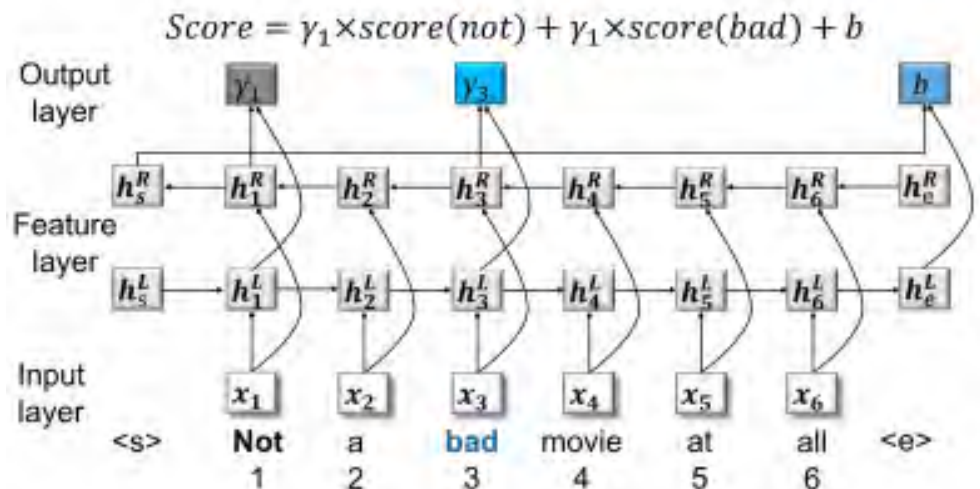 Score = γ₁×score(not) + γ₁×score(bad) + b
Output layer
γ₁ γ₃ b
h_s^R h_1^R h_2^R h_3^R h_4^R h_5^R h_6^R h_e^R
Feature layer
h_s^L h_1^L h_2^L h_3^L h_4^L h_5^L h_6^L h_e^L
Input layer
x₁ x₂ x₃ x₄ x₅ x₆
<s> Not a bad movie at all <e>
1 2 3 4 5 6